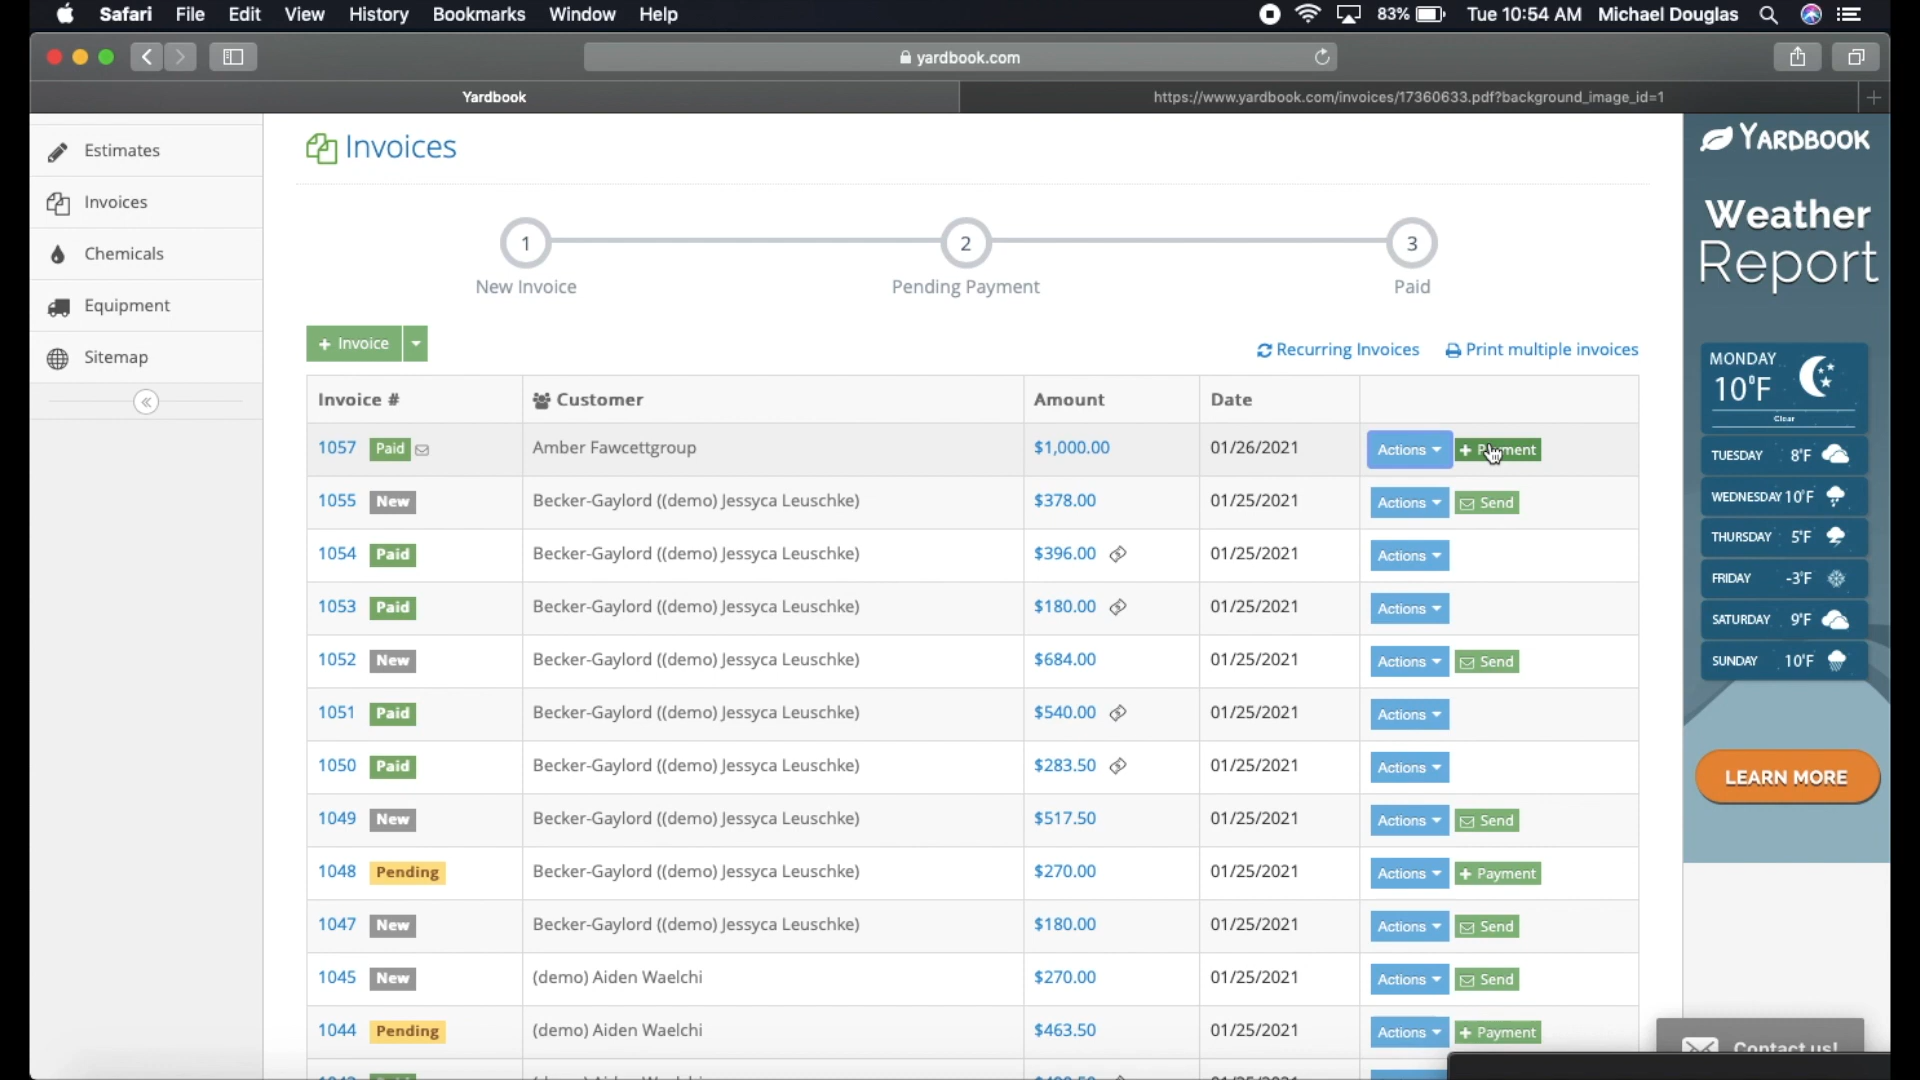 Safari File Edit View History Bookmarks Window Help 83% Tue 10:54 AM Michael Douglas
yardbook.com
Yardbook https://www.yardbook.com/invoices/17360633.pdf?background_image_id=1
Estimates
Invoices
Chemicals
Equipment
Sitemap
Invoices
1 2 3
New Invoice Pending Payment Paid
+ Invoice
Recurring Invoices Print multiple invoices
Invoice # Customer Amount Date
1057 Paid Amber Fawcettgroup $1,000.00 01/26/2021 Actions
1055 New Becker-Gaylord ((demo) Jessyca Leuschke) $378.00 01/25/2021 Actions Send
1054 Paid Becker-Gaylord ((demo) Jessyca Leuschke) $396.00 01/25/2021 Actions
1053 Paid Becker-Gaylord ((demo) Jessyca Leuschke) $180.00 01/25/2021 Actions
1052 New Becker-Gaylord ((demo) Jessyca Leuschke) $684.00 01/25/2021 Actions Send
1051 Paid Becker-Gaylord ((demo) Jessyca Leuschke) $540.00 01/25/2021 Actions
1050 Paid Becker-Gaylord ((demo) Jessyca Leuschke) $283.50 01/25/2021 Actions
1049 New Becker-Gaylord ((demo) Jessyca Leuschke) $517.50 01/25/2021 Actions Send
1048 Pending Becker-Gaylord ((demo) Jessyca Leuschke) $270.00 01/25/2021 Actions + Payment
1047 New Becker-Gaylord ((demo) Jessyca Leuschke) $180.00 01/25/2021 Actions Send
1045 New (demo) Aiden Waelchi $270.00 01/25/2021 Actions Send
1044 Pending (demo) Aiden Waelchi $463.50 01/25/2021 Actions + Payment
YARDBOOK
Weather
Report
MONDAY
10°F
Clear
TUESDAY 8°F
WEDNESDAY 10°F
THURSDAY 5°F
FRIDAY -3°F
SATURDAY 9°F
SUNDAY 10°F
LEARN MORE
Contact us!